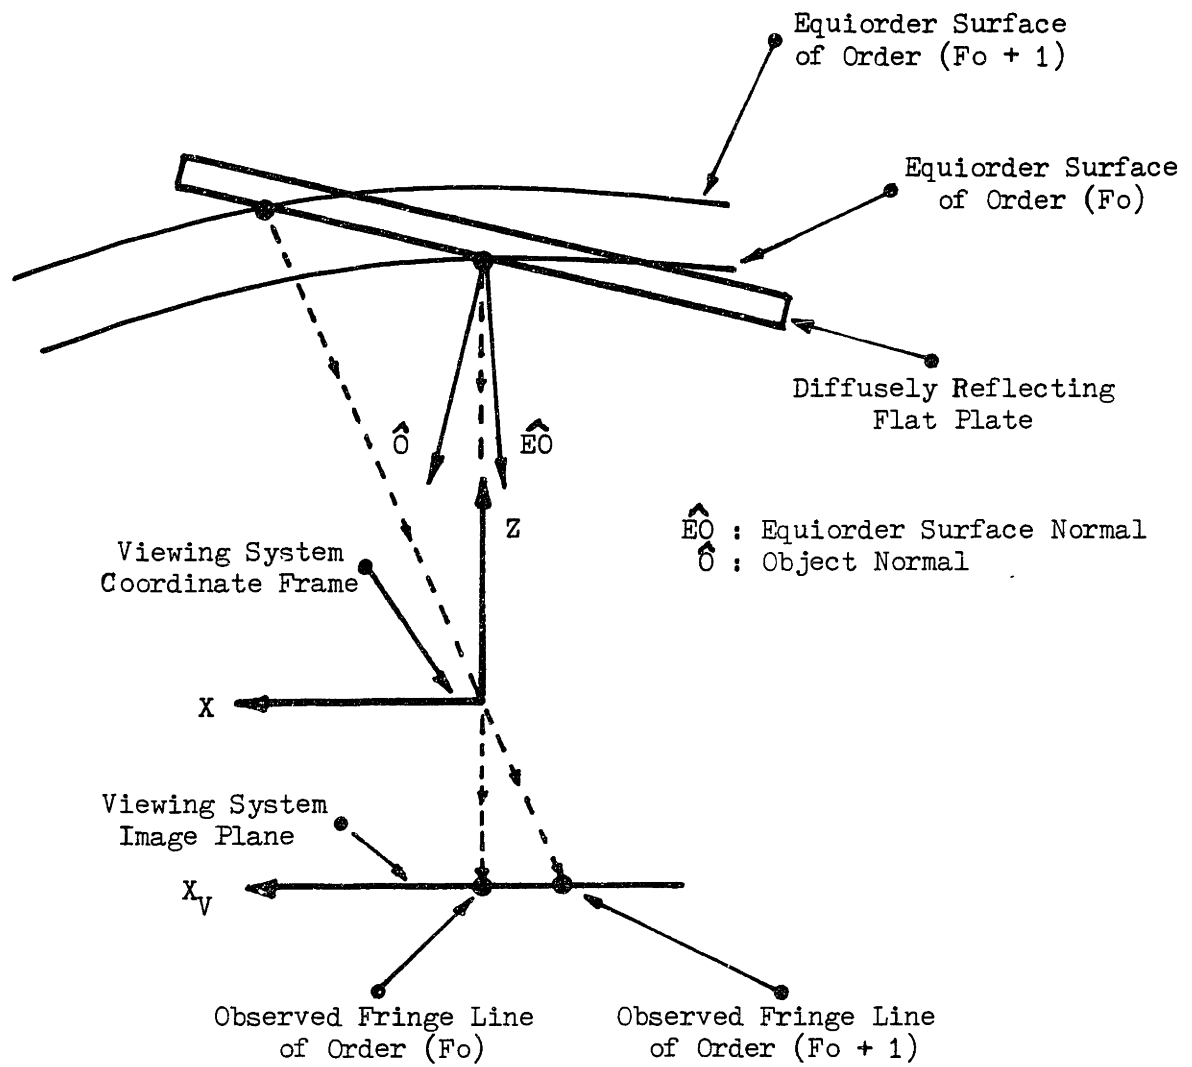 Equiorder Surface
of Order (Fo + 1)
Equiorder Surface
of Order (Fo)
Diffusely Reflecting
Flat Plate
Ô
ÊO
Z
ÊO : Equiorder Surface Normal
Ô : Object Normal
Viewing System
Coordinate Frame
X
Viewing System
Image Plane
X_V
Observed Fringe Line
of Order (Fo)
Observed Fringe Line
of Order (Fo + 1)